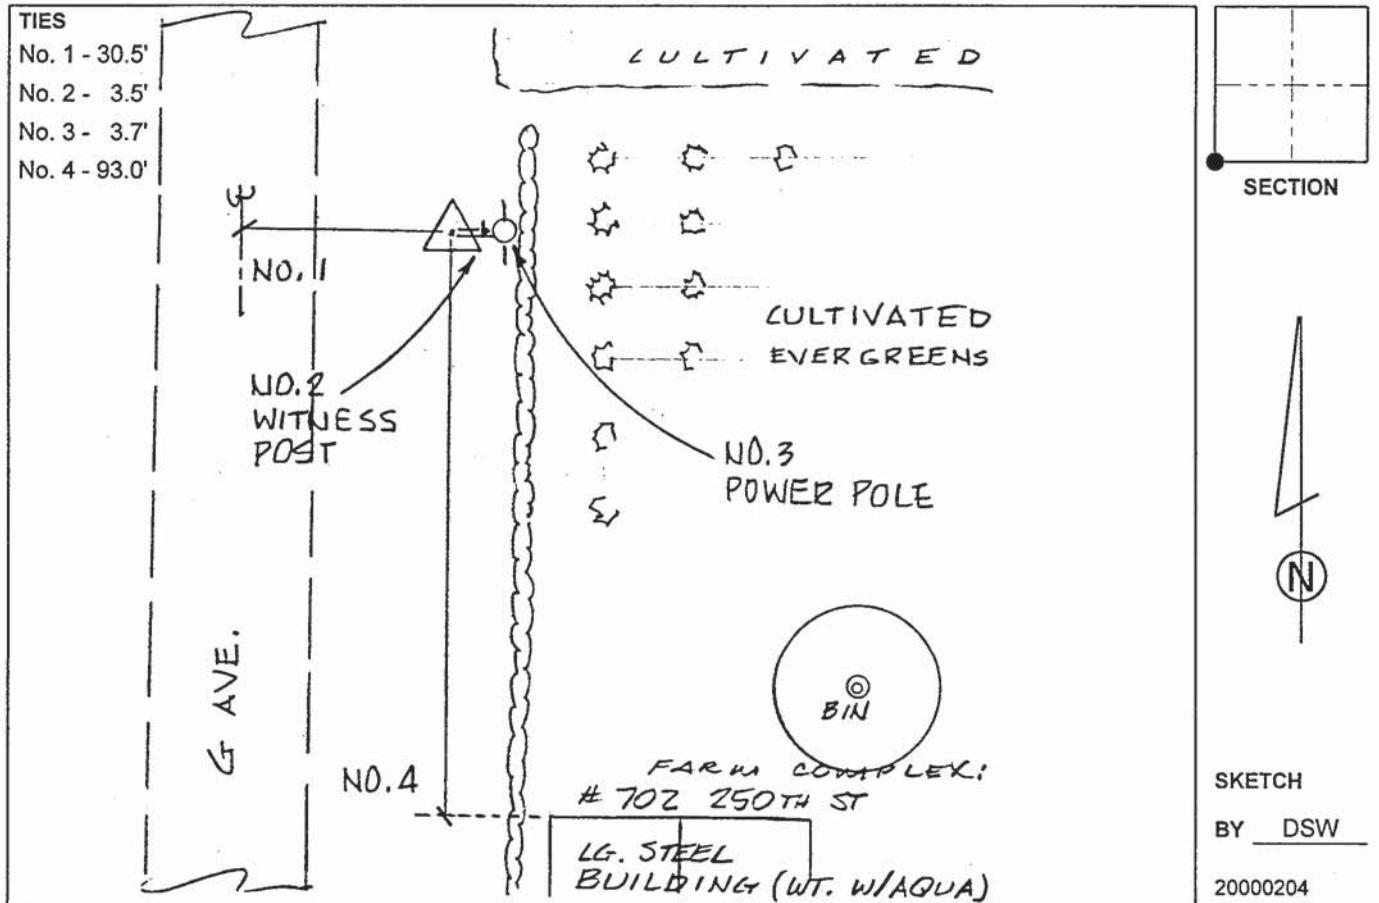 TIES
No. 1 - 30.5'
No. 2 - 3.5'
No. 3 - 3.7'
No. 4 - 93.0'
CULTIVATED
SECTION
NO. 1
CULTIVATED
EVERGREENS
NO. 2
WITNESS
POST
NO. 3
POWER POLE
N
G AVE.
BIN
NO. 4
FARM COMPLEX:
# 702 250TH ST
LG. STEEL
BUILDING (WT. W/AQUA)
SKETCH
BY DSW
20000204